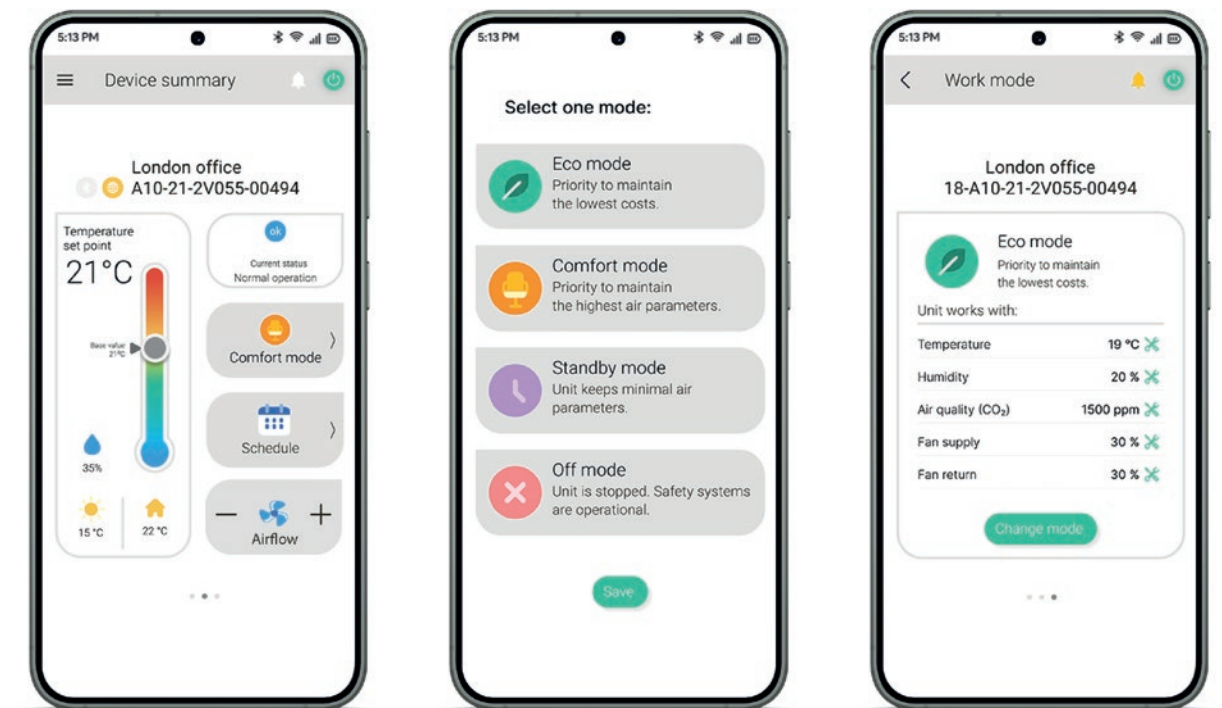 5:13 PM
Device summary
London office
A10-21-2V055-00494
Temperature
set point
21°C
Base value
21°C
35%
15 °C
22 °C
ok
Current status
Normal operation
Comfort mode
Schedule
Airflow
5:13 PM
Select one mode:
Eco mode
Priority to maintain
the lowest costs.
Comfort mode
Priority to maintain
the highest air parameters.
Standby mode
Unit keeps minimal air
parameters.
Off mode
Unit is stopped. Safety systems
are operational.
Save
5:13 PM
Work mode
London office
18-A10-21-2V055-00494
Eco mode
Priority to maintain
the lowest costs.
Unit works with:
Temperature 19 °C
Humidity 20 %
Air quality (CO₂) 1500 ppm
Fan supply 30 %
Fan return 30 %
Change mode